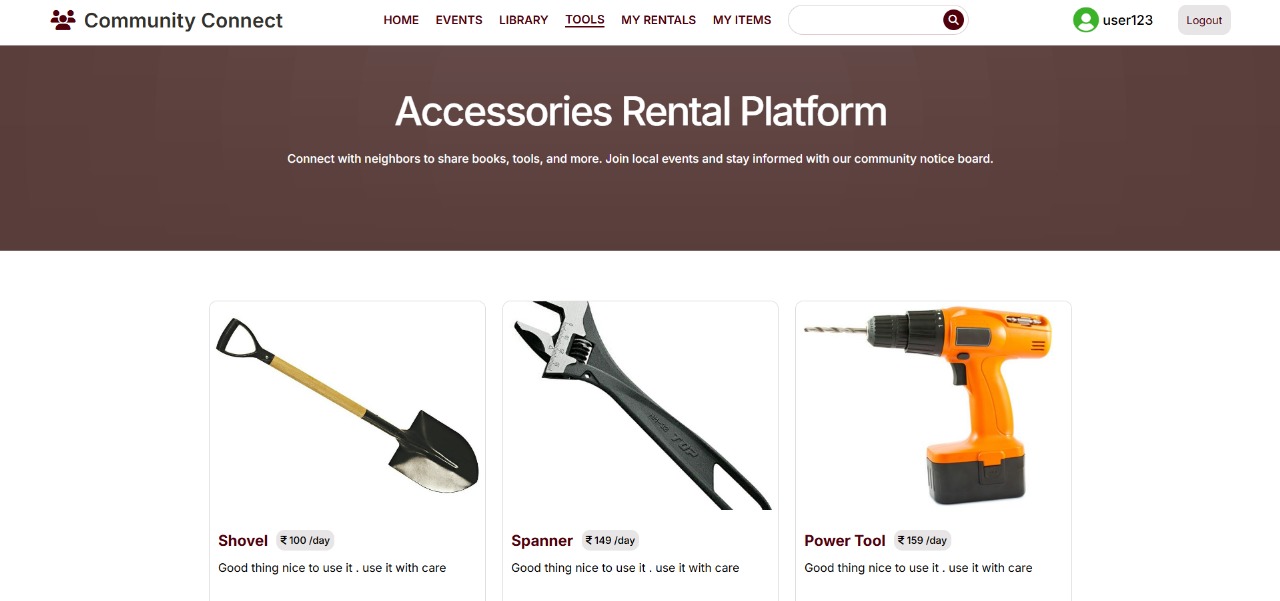 Community Connect
HOME EVENTS LIBRARY TOOLS MY RENTALS MY ITEMS
user123
Logout
Accessories Rental Platform
Connect with neighbors to share books, tools, and more. Join local events and stay informed with our community notice board.
TOP
Shovel ₹ 100 /day
Good thing nice to use it . use it with care
Spanner ₹ 149 /day
Good thing nice to use it . use it with care
Power Tool ₹ 159 /day
Good thing nice to use it . use it with care